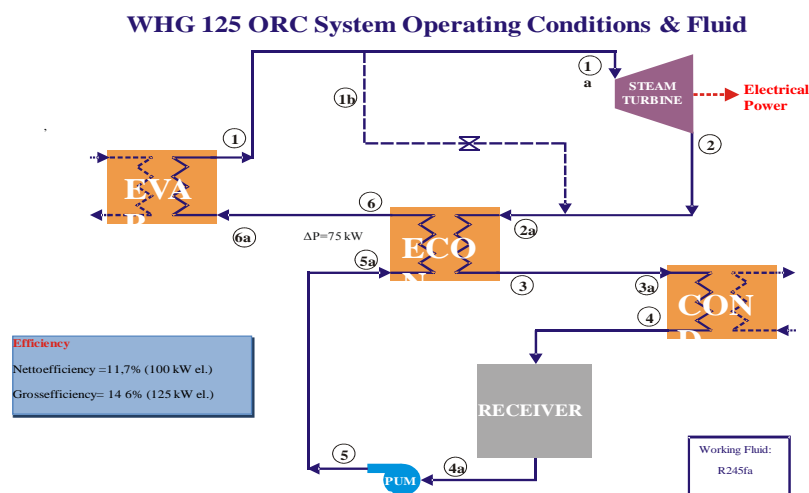 WHG 125 ORC System Operating Conditions & Fluid
1
a
STEAM
TURBINE
Electrical
Power
1b
,
1
2
EVA
P
6
2a
6a
ΔP=75 kW
ECO
N
5a
3
3a
CON
D
4
Efficiency
Nettoefficiency =11,7% (100 kW el.)
Grossefficiency= 14 6% (125 kW el.)
RECEIVER
5
4a
PUM
Working Fluid:
R245fa